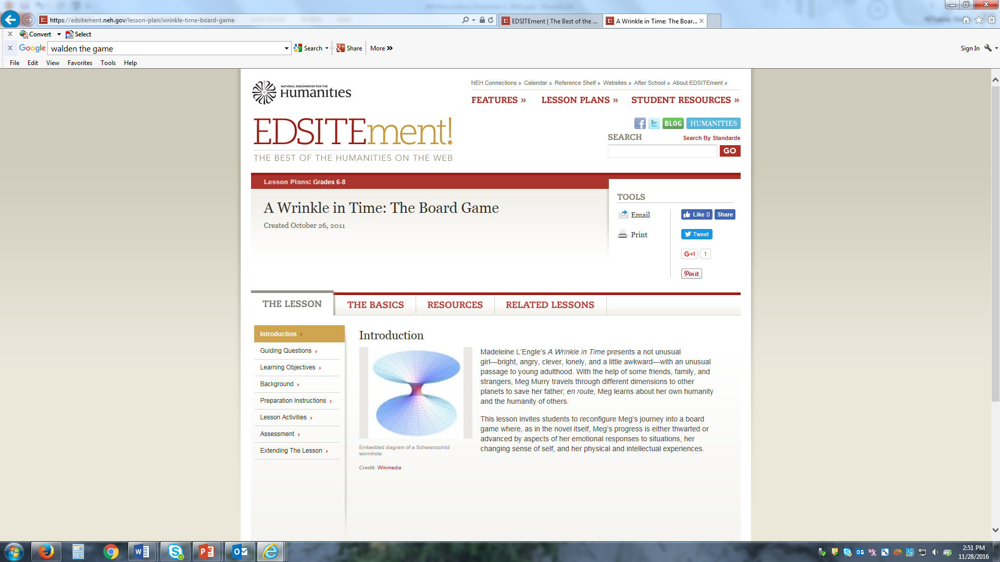 https://edsitement.neh.gov/lesson-plan/wrinkle-time-board-game
EDSITEment | The Best of the ...
A Wrinkle in Time: The Boar...
Convert
Select
Google
walden the game
Search
Share
More »
Sign In
File Edit View Favorites Tools Help
NATIONAL ENDOWMENT FOR THE
Humanities
NEH Connections » Calendar » Reference Shelf » Websites » After School » About EDSITEment »
FEATURES » LESSON PLANS » STUDENT RESOURCES »
EDSITEment!
THE BEST OF THE HUMANITIES ON THE WEB
BLOG
HUMANITIES
SEARCH
Search By Standards
GO
Lesson Plans: Grades 6-8
A Wrinkle in Time: The Board Game
Created October 26, 2011
TOOLS
Email
Print
Like 0
Share
Tweet
G+1
1
Pin it
THE LESSON
THE BASICS
RESOURCES
RELATED LESSONS
Introduction ›
Guiding Questions ›
Learning Objectives ›
Background ›
Preparation Instructions ›
Lesson Activities ›
Assessment ›
Extending The Lesson ›
Introduction
Embedded diagram of a Schwarzschild
wormhole
Credit: Wikimedia
Madeleine L'Engle's A Wrinkle in Time presents a not unusual
girl—bright, angry, clever, lonely, and a little awkward—with an unusual
passage to young adulthood. With the help of some friends, family, and
strangers, Meg Murry travels through different dimensions to other
planets to save her father; en route, Meg learns about her own humanity
and the humanity of others.
This lesson invites students to reconfigure Meg's journey into a board
game where, as in the novel itself, Meg's progress is either thwarted or
advanced by aspects of her emotional responses to situations, her
changing sense of self, and her physical and intellectual experiences.
2:51 PM
11/28/2016